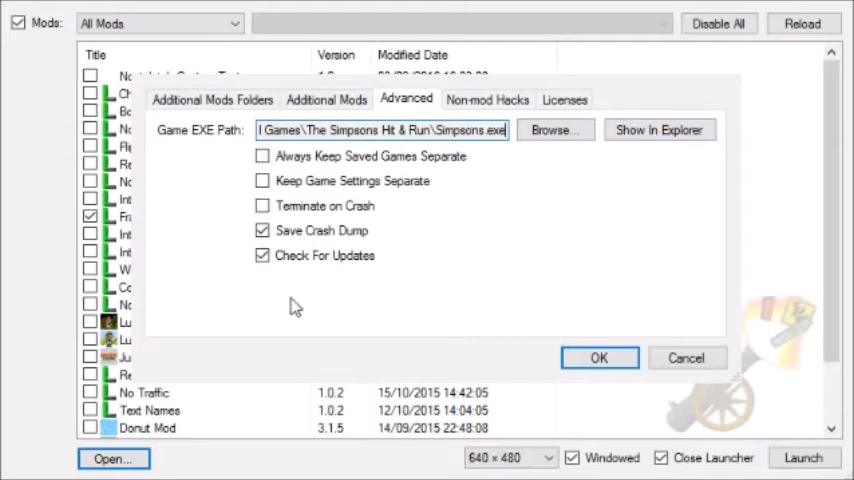 Mods: All Mods Disable All Reload
Title Version Modified Date
Additional Mods Folders Additional Mods Advanced Non-mod Hacks Licenses
Game EXE Path: l Games\The Simpsons Hit & Run\Simpsons.exe Browse... Show In Explorer
Always Keep Saved Games Separate
Keep Game Settings Separate
Terminate on Crash
Save Crash Dump
Check For Updates
OK Cancel
No Traffic 1.0.2 15/10/2015 14:42:05
Text Names 1.0.2 12/10/2015 14:04:05
Donut Mod 3.1.5 14/09/2015 22:48:08
Open... 640 x 480 Windowed Close Launcher Launch